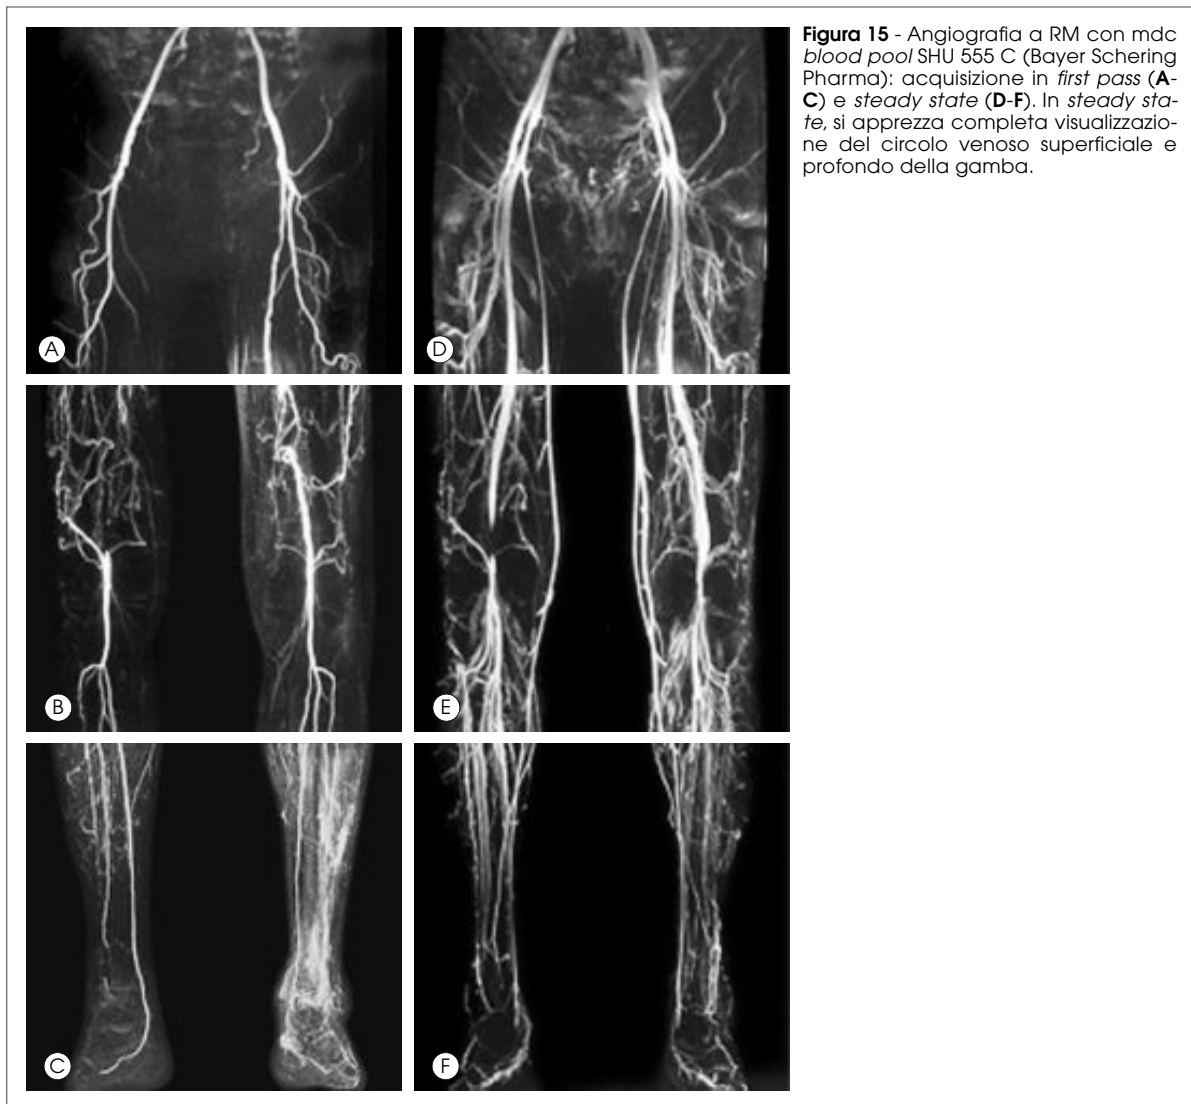 Figura 15 - Angiografia a RM con mdc
blood pool SHU 555 C (Bayer Schering
Pharma): acquisizione in first pass (A-
C) e steady state (D-F). In steady sta-
te, si apprezza completa visualizzazio-
ne del circolo venoso superficiale e
profondo della gamba.
A
D
B
E
C
F